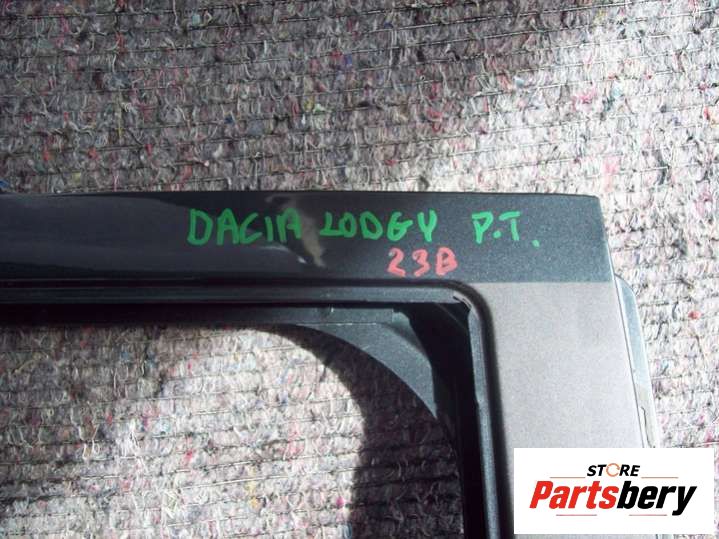 DACIA LODGY P.T.
23B
STORE
Partsbery